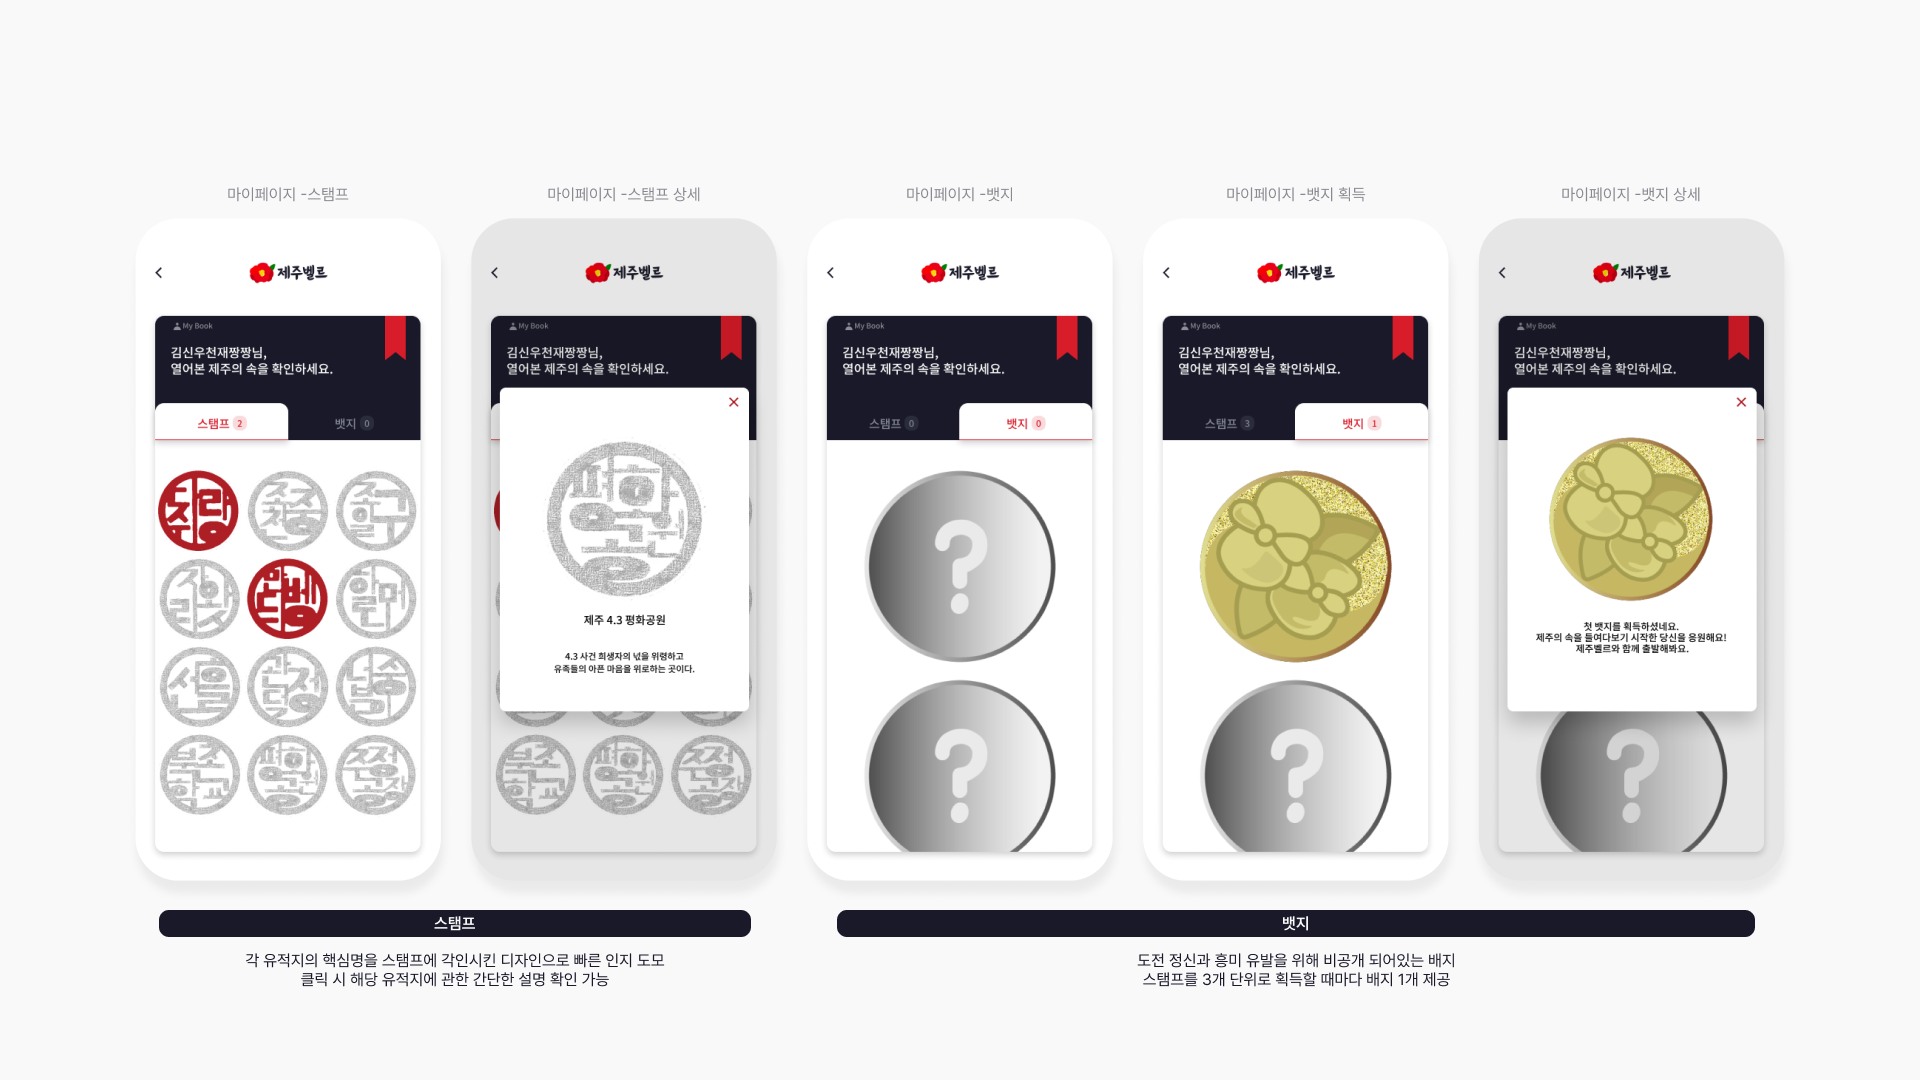 마이페이지 -스탬프
제주벨르
My Book
김신우천재짱짱님,
열어본 제주의 속을 확인하세요.
스탬프 2
뱃지 0
마이페이지 -스탬프 상세
제주벨르
My Book
김신우천재짱짱님,
열어본 제주의 속을 확인하세요.
제주 4.3 평화공원
4.3 사건 희생자의 넋을 위령하고
유족들의 아픈 마음을 위로하는 곳이다.
마이페이지 -뱃지
제주벨르
My Book
김신우천재짱짱님,
열어본 제주의 속을 확인하세요.
스탬프 0
뱃지 0
?
?
마이페이지 -뱃지 획득
제주벨르
My Book
김신우천재짱짱님,
열어본 제주의 속을 확인하세요.
스탬프 3
뱃지 1
?
마이페이지 -뱃지 상세
제주벨르
My Book
김신우천재짱짱님,
열어본 제주의 속을 확인하세요.
첫 뱃지를 획득하셨네요.
제주의 속을 들여다보기 시작한 당신을 응원해요!
제주벨르와 함께 출발해봐요.
?
스탬프
각 유적지의 핵심명을 스탬프에 각인시킨 디자인으로 빠른 인지 도모
클릭 시 해당 유적지에 관한 간단한 설명 확인 가능
뱃지
도전 정신과 흥미 유발을 위해 비공개 되어있는 배지
스탬프를 3개 단위로 획득할 때마다 배지 1개 제공